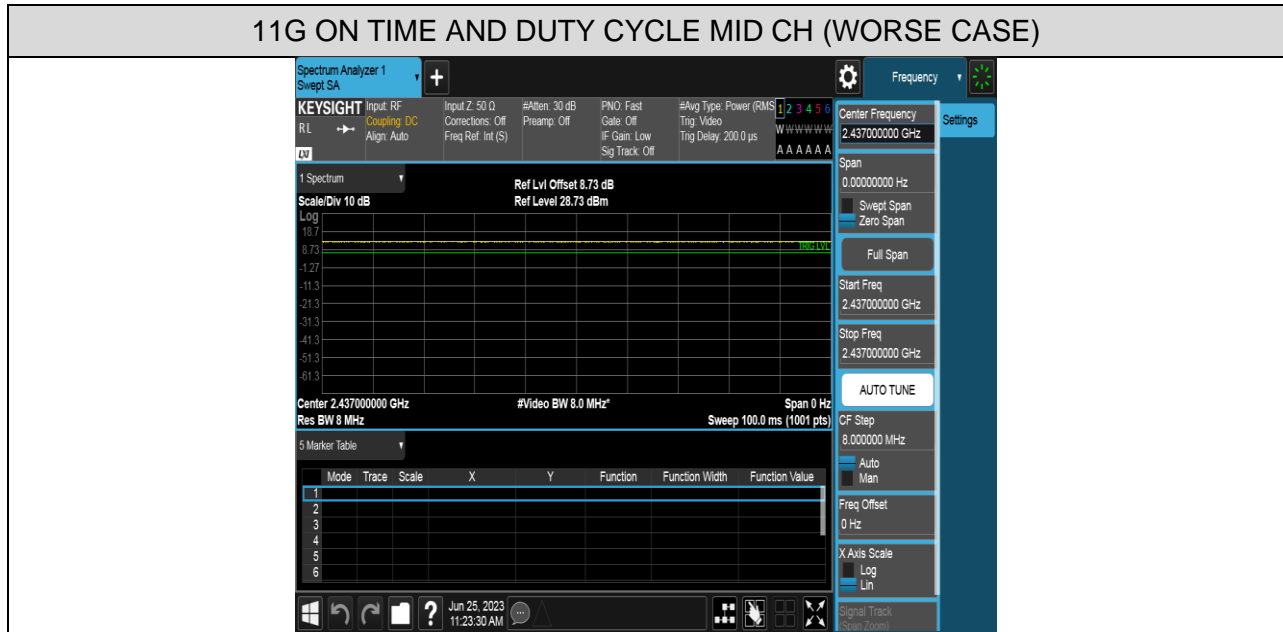 11G ON TIME AND DUTY CYCLE MID CH (WORSE CASE)
Spectrum Analyzer 1
Swept SA
+
Frequency
KEYSIGHT
RL
LXI
Input: RF
Coupling: DC
Align: Auto
Input Z: 50 Ω
Corrections: Off
Freq Ref: Int (S)
#Atten: 30 dB
Preamp: Off
PNO: Fast
Gate: Off
IF Gain: Low
Sig Track: Off
#Avg Type: Power (RMS
Trig: Video
Trig Delay: 200.0 µs
1 2 3 4 5 6
W W W W W W
A A A A A A
1 Spectrum
Scale/Div 10 dB
Ref Lvl Offset 8.73 dB
Ref Level 28.73 dBm
Log
18.7
8.73
-1.27
-11.3
-21.3
-31.3
-41.3
-51.3
-61.3
TRIG LVL
Center 2.437000000 GHz
#Video BW 8.0 MHz*
Span 0 Hz
Res BW 8 MHz
Sweep 100.0 ms (1001 pts)
5 Marker Table
Mode Trace Scale X Y Function Function Width Function Value
1
2
3
4
5
6
Jun 25, 2023
11:23:30 AM
Settings
Center Frequency
2.437000000 GHz
Span
0.00000000 Hz
Swept Span
Zero Span
Full Span
Start Freq
2.437000000 GHz
Stop Freq
2.437000000 GHz
AUTO TUNE
CF Step
8.000000 MHz
Auto
Man
Freq Offset
0 Hz
X Axis Scale
Log
Lin
Signal Track
(Span Zoom)